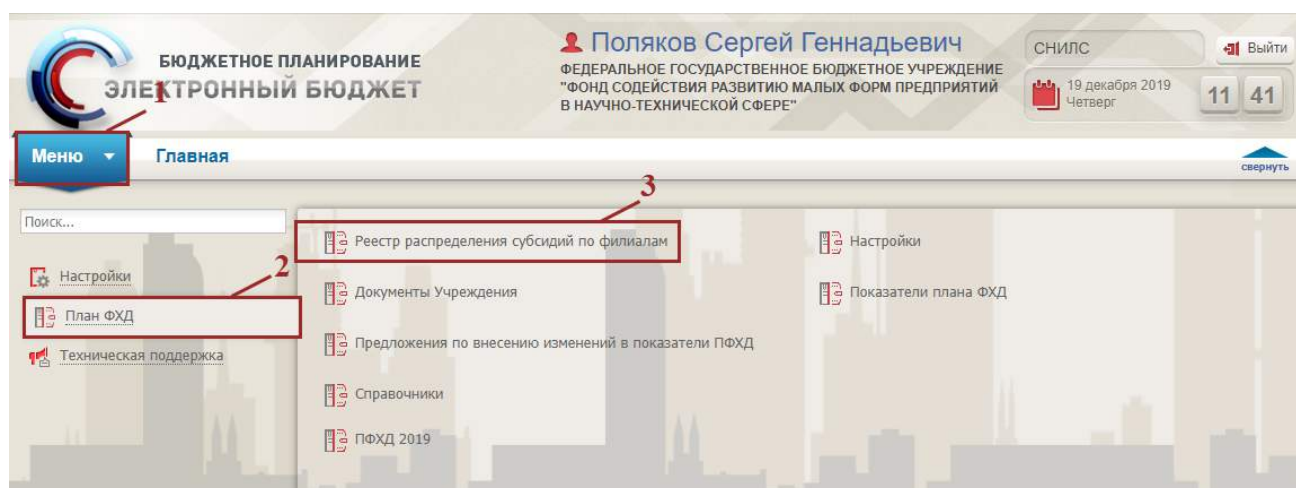 БЮДЖЕТНОЕ ПЛАНИРОВАНИЕ
ЭЛЕКТРОННЫЙ БЮДЖЕТ
Поляков Сергей Геннадьевич
ФЕДЕРАЛЬНОЕ ГОСУДАРСТВЕННОЕ БЮДЖЕТНОЕ УЧРЕЖДЕНИЕ
"ФОНД СОДЕЙСТВИЯ РАЗВИТИЮ МАЛЫХ ФОРМ ПРЕДПРИЯТИЙ
В НАУЧНО-ТЕХНИЧЕСКОЙ СФЕРЕ"
СНИЛС
Выйти
19 декабря 2019
Четверг
11 41
1
Меню
Главная
свернуть
3
Поиск...
2
Настройки
План ФХД
Техническая поддержка
Реестр распределения субсидий по филиалам
Документы Учреждения
Предложения по внесению изменений в показатели ПФХД
Справочники
ПФХД 2019
Настройки
Показатели плана ФХД